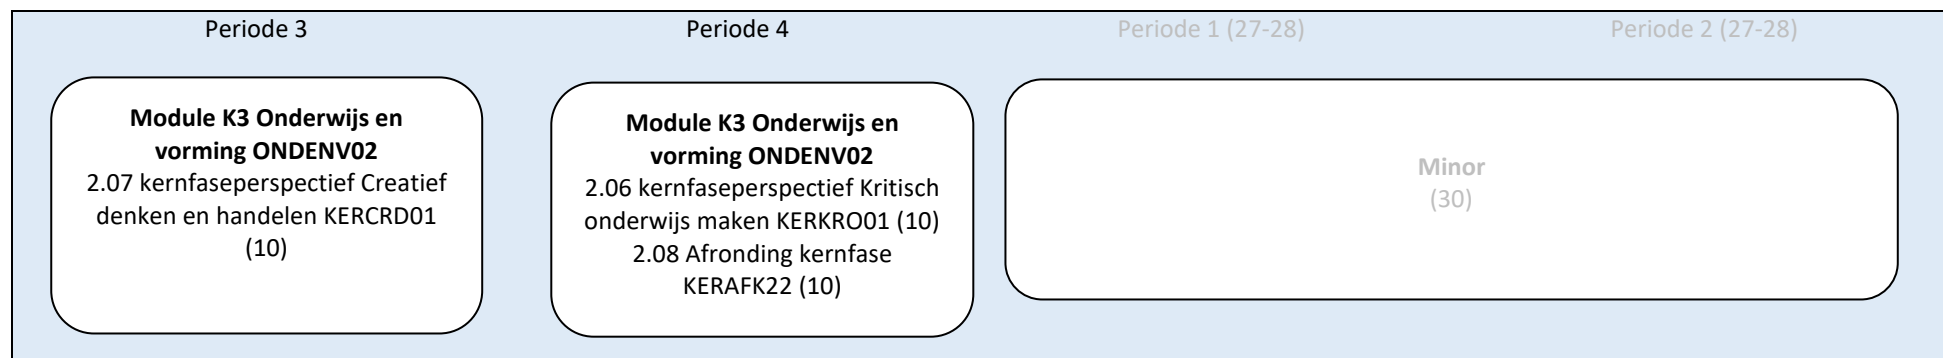 Periode 3
Periode 4
Periode 1 (27-28)
Periode 2 (27-28)
Module K3 Onderwijs en
vorming ONDENV02
2.07 kernfaseperspectief Creatief
denken en handelen KERCRD01
(10)
Module K3 Onderwijs en
vorming ONDENV02
2.06 kernfaseperspectief Kritisch
onderwijs maken KERKRO01 (10)
2.08 Afronding kernfase
KERAFK22 (10)
Minor
(30)